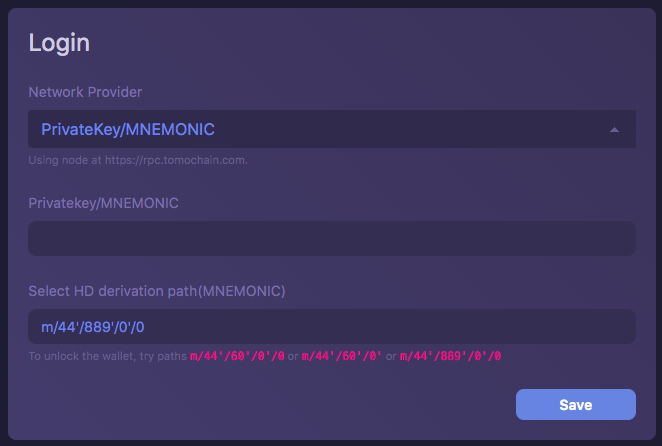 Login
Network Provider
PrivateKey/MNEMONIC
Using node at https://rpc.tomochain.com.
Privatekey/MNEMONIC
Select HD derivation path(MNEMONIC)
m/44'/889'/0'/0
To unlock the wallet, try paths m/44'/60'/0'/0 or m/44'/60'/0' or m/44'/889'/0'/0
Save